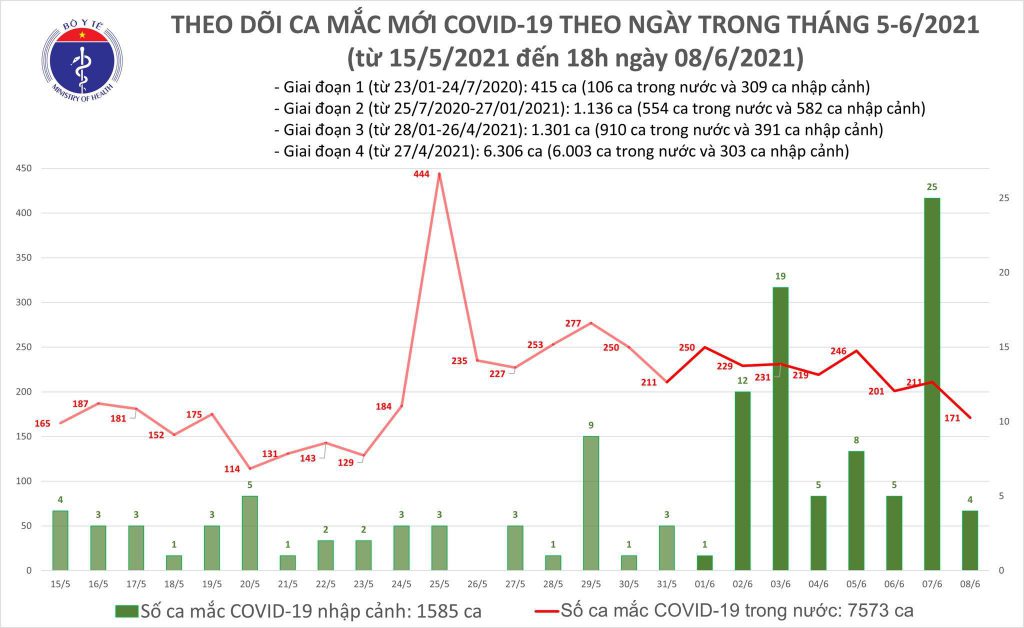 BỘ Y TẾ
MINISTRY OF HEALTH
THEO DÕI CA MẮC MỚI COVID-19 THEO NGÀY TRONG THÁNG 5-6/2021
(từ 15/5/2021 đến 18h ngày 08/6/2021)
- Giai đoạn 1 (từ 23/01-24/7/2020): 415 ca (106 ca trong nước và 309 ca nhập cảnh)
- Giai đoạn 2 (từ 25/7/2020-27/01/2021): 1.136 ca (554 ca trong nước và 582 ca nhập cảnh)
- Giai đoạn 3 (từ 28/01-26/4/2021): 1.301 ca (910 ca trong nước và 391 ca nhập cảnh)
- Giai đoạn 4 (từ 27/4/2021): 6.306 ca (6.003 ca trong nước và 303 ca nhập cảnh)
450
400
350
300
250
200
150
100
50
0
25
20
15
10
5
0
165 187 181 152 175 114 131 143 129 184 444 235 227 253 277 250 211 250 229 231 219 246 201 211 171
4 3 3 1 3 5 1 2 2 3 3 3 1 9 1 3 1 12 19 5 8 5 25 4
15/5 16/5 17/5 18/5 19/5 20/5 21/5 22/5 23/5 24/5 25/5 26/5 27/5 28/5 29/5 30/5 31/5 01/6 02/6 03/6 04/6 05/6 06/6 07/6 08/6
Số ca mắc COVID-19 nhập cảnh: 1585 ca
Số ca mắc COVID-19 trong nước: 7573 ca